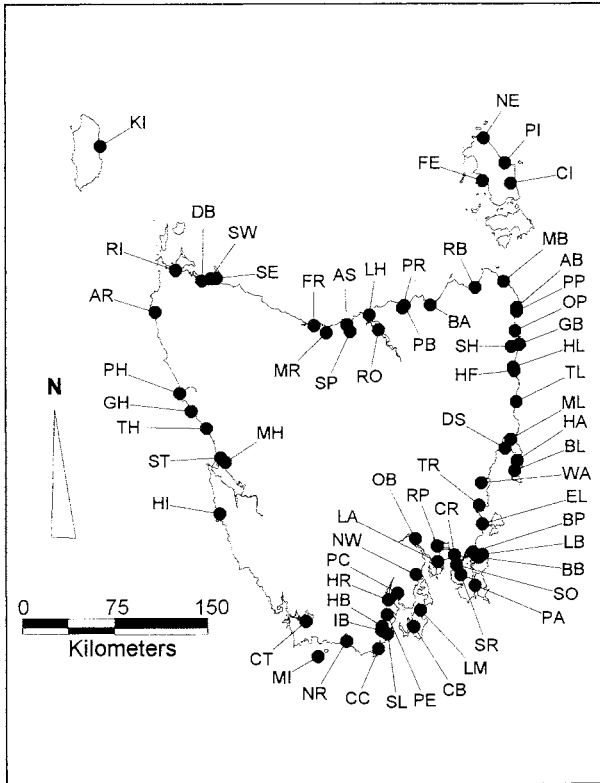 NE
KI
PI
FE
CI
DB
SW
RI
SE
RB
MB
AB
PP
AR
FR
AS
LH
PR
OP
GB
BA
SH
HL
MR
SP
RO
PB
HF
TL
PH
N
GH
TH
DS
ML
HA
BL
ST
MH
TR
WA
OB
RP
CR
EL
HI
LA
NW
BP
LB
PC
BB
HR
SO
HB
PA
0 75 150
IB
SR
Kilometers
LM
CT
MI
NR
CC
SL
PE
CB